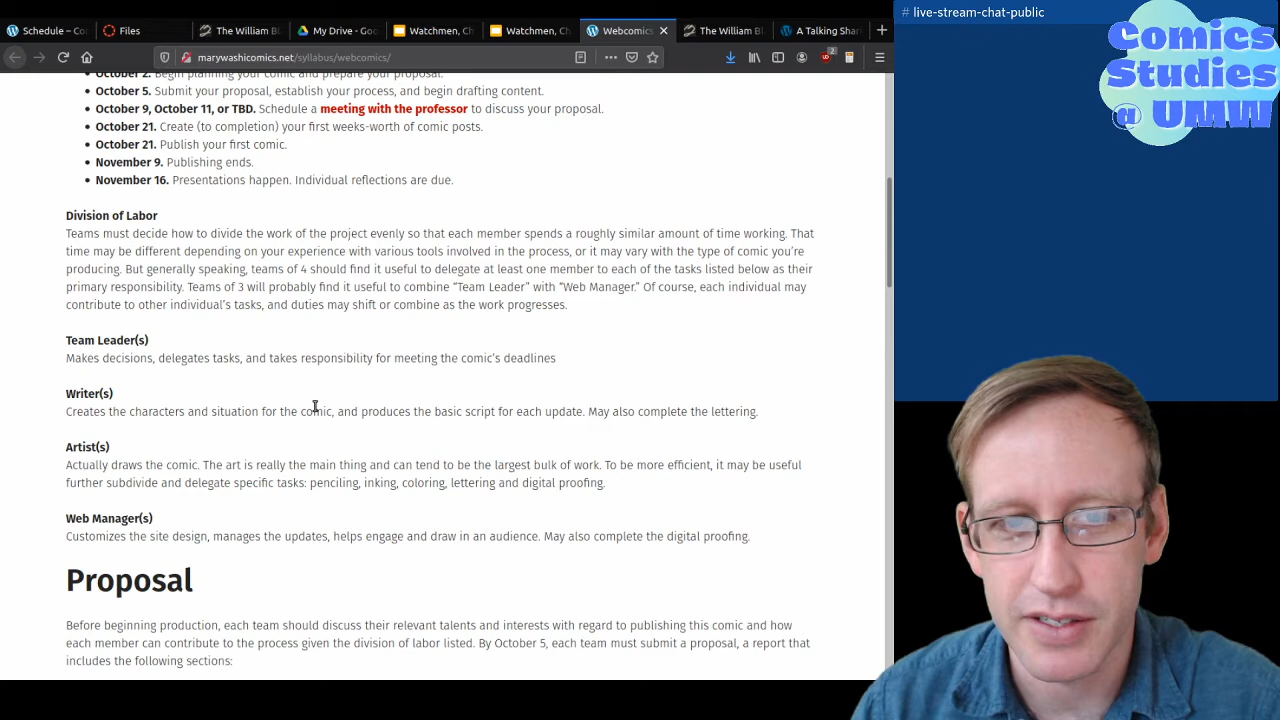 Schedule – Co
Files
The William Bl
My Drive – Goo
Watchmen, Ch
Watchmen, Ch
Webcomics
The William Bl
A Talking Shar
# live-stream-chat-public
marywashicomics.net/syllabus/webcomics/
2
Comics
Studies
@ UMW
October 2. Begin planning your comic and prepare your proposal.
October 5. Submit your proposal, establish your process, and begin drafting content.
October 9, October 11, or TBD. Schedule a meeting with the professor to discuss your proposal.
October 21. Create (to completion) your first weeks-worth of comic posts.
October 21. Publish your first comic.
November 9. Publishing ends.
November 16. Presentations happen. Individual reflections are due.
Division of Labor
Teams must decide how to divide the work of the project evenly so that each member spends a roughly similar amount of time working. That
time may be different depending on your experience with various tools involved in the process, or it may vary with the type of comic you're
producing. But generally speaking, teams of 4 should find it useful to delegate at least one member to each of the tasks listed below as their
primary responsibility. Teams of 3 will probably find it useful to combine “Team Leader” with “Web Manager.” Of course, each individual may
contribute to other individual's tasks, and duties may shift or combine as the work progresses.
Team Leader(s)
Makes decisions, delegates tasks, and takes responsibility for meeting the comic's deadlines
Writer(s)
Creates the characters and situation for the comic, and produces the basic script for each update. May also complete the lettering.
Artist(s)
Actually draws the comic. The art is really the main thing and can tend to be the largest bulk of work. To be more efficient, it may be useful
further subdivide and delegate specific tasks: penciling, inking, coloring, lettering and digital proofing.
Web Manager(s)
Customizes the site design, manages the updates, helps engage and draw in an audience. May also complete the digital proofing.
Proposal
Before beginning production, each team should discuss their relevant talents and interests with regard to publishing this comic and how
each member can contribute to the process given the division of labor listed. By October 5, each team must submit a proposal, a report that
includes the following sections: